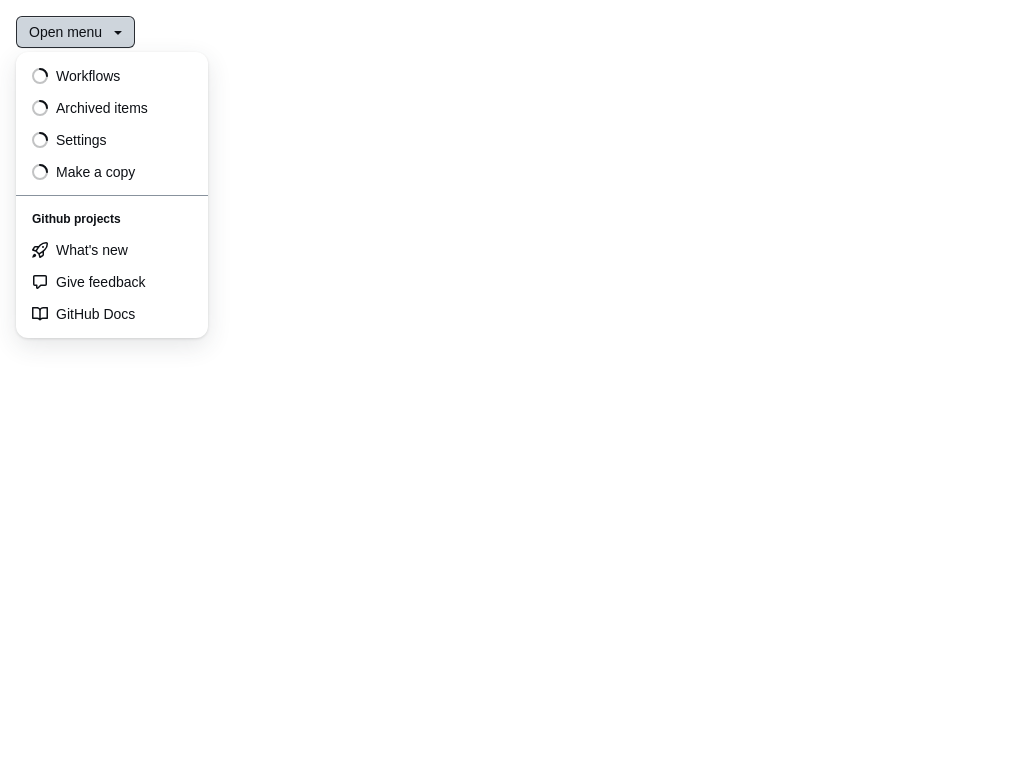 Open menu
Workflows
Archived items
Settings
Make a copy
Github projects
What's new
Give feedback
GitHub Docs